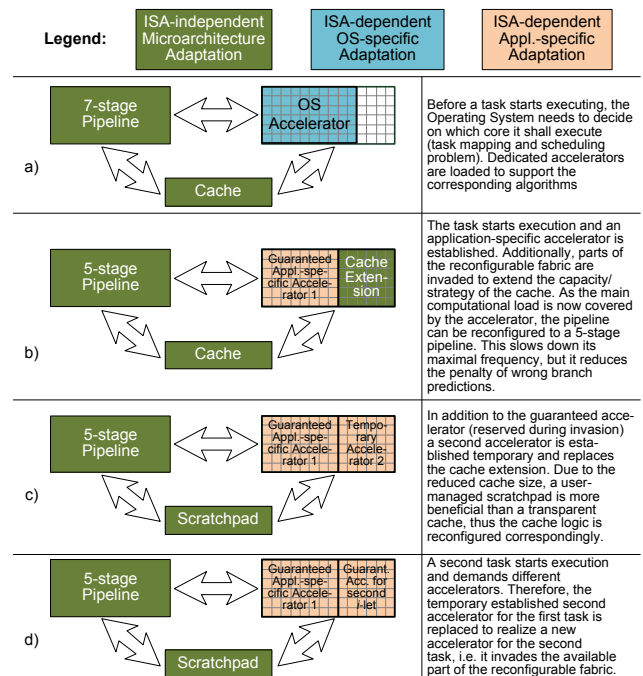 Legend:
ISA-independent
Microarchitecture
Adaptation
ISA-dependent
OS-specific
Adaptation
ISA-dependent
Appl.-specific
Adaptation
a)
7-stage
Pipeline
OS
Accelerator
Cache
Before a task starts executing, the
Operating System needs to decide
on which core it shall execute
(task mapping and scheduling
problem). Dedicated accelerators
are loaded to support the
corresponding algorithms
b)
5-stage
Pipeline
Guaranteed
Appl.-spe-
cific Accele-
rator 1
Cache
Exten-
sion
Cache
The task starts execution and an
application-specific accelerator is
established. Additionally, parts of
the reconfigurable fabric are
invaded to extend the capacity/
strategy of the cache. As the main
computational load is now covered
by the accelerator, the pipeline
can be reconfigured to a 5-stage
pipeline. This slows down its
maximal frequency, but it reduces
the penalty of wrong branch
predictions.
c)
5-stage
Pipeline
Guaranteed
Appl.-spe-
cific Accele-
rator 1
Tempo-
rary
Accele-
rator 2
Scratchpad
In addition to the guaranteed acce-
lerator (reserved during invasion)
a second accelerator is esta-
blished temporary and replaces
the cache extension. Due to the
reduced cache size, a user-
managed scratchpad is more
beneficial than a transparent
cache, thus the cache logic is
reconfigured correspondingly.
d)
5-stage
Pipeline
Guaranteed
Appl.-spe-
cific Accele-
rator 1
Guarant.
Acc. for
second
i-let
Scratchpad
A second task starts execution
and demands different
accelerators. Therefore, the
temporary established second
accelerator for the first task is
replaced to realize a new
accelerator for the second
task, i.e. it invades the available
part of the reconfigurable fabric.